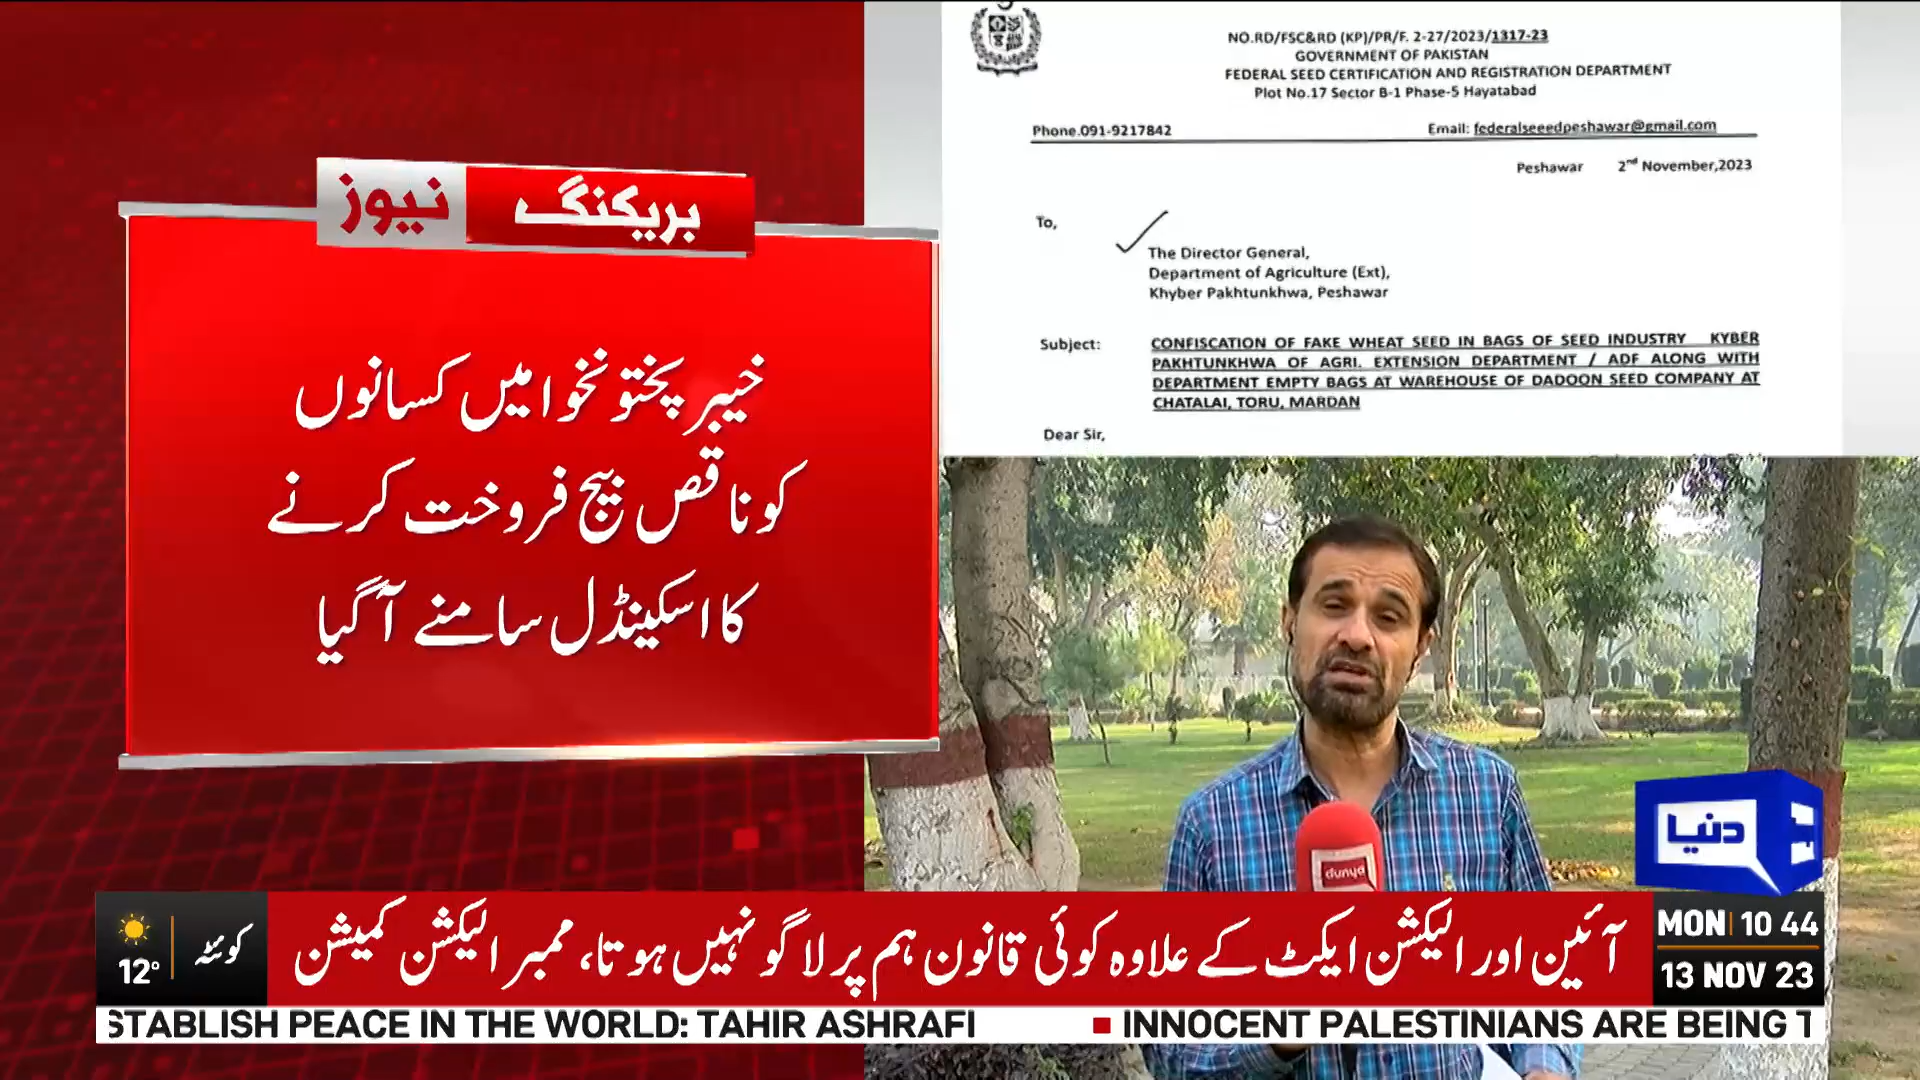 بریکنگ نیوز
خیبر پختونخوا میں کسانوں
کو ناقص بیج فروخت کرنے
کا اسکینڈل سامنے آگیا
NO.RD/FSC&RD (KP)/PR/F. 2-27/2023/1317-23
GOVERNMENT OF PAKISTAN
FEDERAL SEED CERTIFICATION AND REGISTRATION DEPARTMENT
Plot No.17 Sector B-1 Phase-5 Hayatabad
Phone.091-9217842
Email: federalseeedpeshawar@gmail.com
Peshawar 2nd November,2023
To,
The Director General,
Department of Agriculture (Ext),
Khyber Pakhtunkhwa, Peshawar
Subject: CONFISCATION OF FAKE WHEAT SEED IN BAGS OF SEED INDUSTRY KYBER
PAKHTUNKHWA OF AGRI. EXTENSION DEPARTMENT / ADF ALONG WITH
DEPARTMENT EMPTY BAGS AT WAREHOUSE OF DADOON SEED COMPANY AT
CHATALAI, TORU, MARDAN
Dear Sir,
dunya
دنیا
کوئٹہ
12°
آئین اور الیکشن ایکٹ کے علاوہ کوئی قانون ہم پر لاگو نہیں ہوتا، ممبر الیکشن کمیشن
MON 10 44
13 NOV 23
STABLISH PEACE IN THE WORLD: TAHIR ASHRAFI ■ INNOCENT PALESTINIANS ARE BEING T